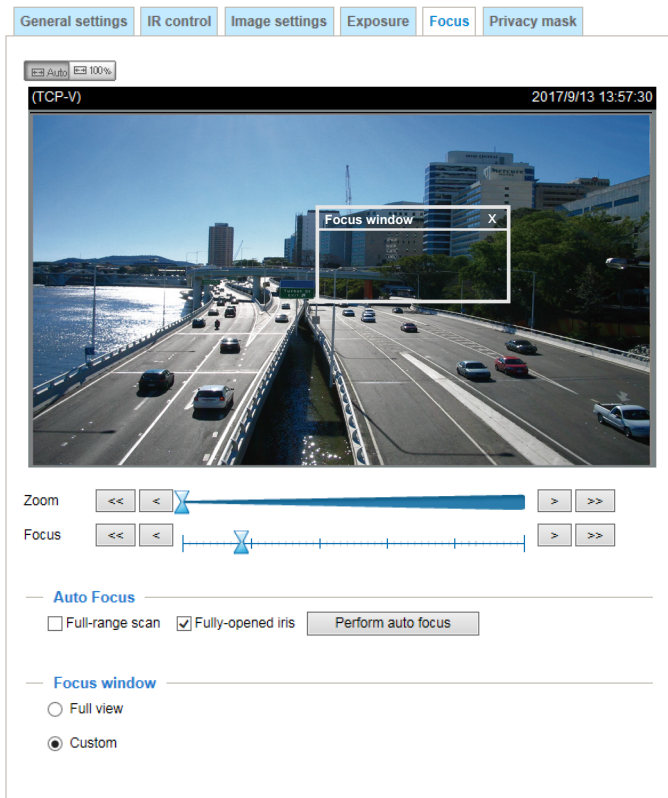 General settings IR control Image settings Exposure Focus Privacy mask
Auto 100%
(TCP-V) 2017/9/13 13:57:30
Focus window X
Zoom << < > >>
Focus << < > >>
Auto Focus
Full-range scan Fully-opened iris Perform auto focus
Focus window
Full view
Custom